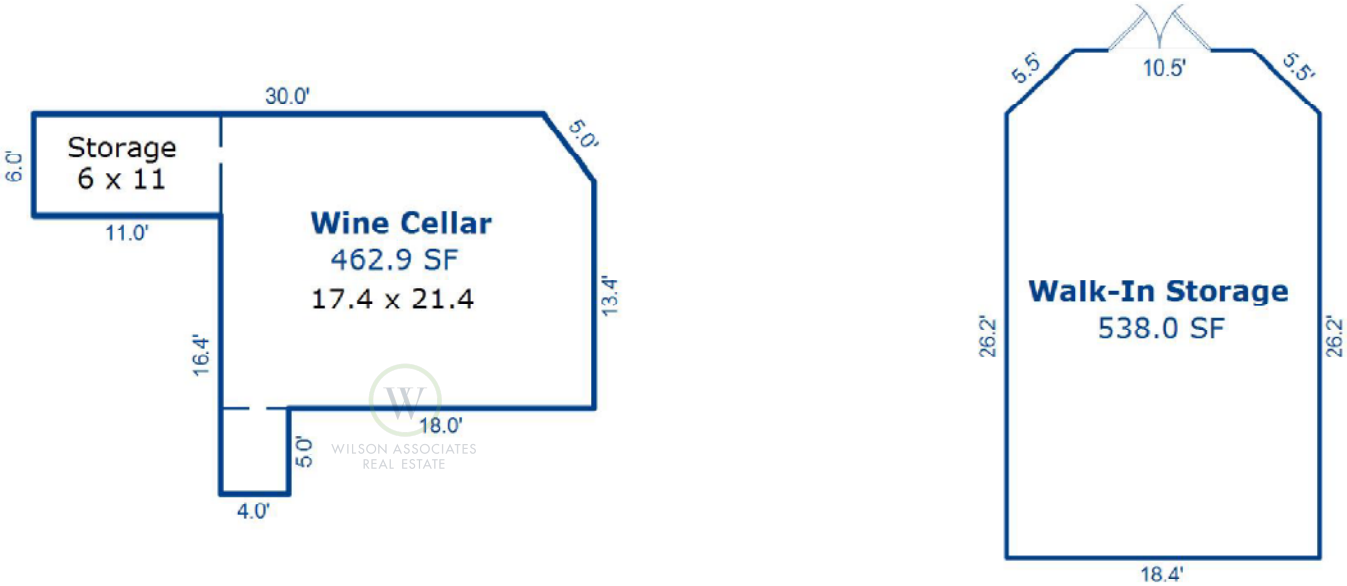 30.0'
5.0'
6.0'
Storage
6 x 11
11.0'
Wine Cellar
462.9 SF
17.4 x 21.4
13.4'
16.4'
W
18.0'
WILSON ASSOCIATES
REAL ESTATE
5.0'
4.0'
5.5'
10.5'
5.5'
Walk-In Storage
538.0 SF
26.2'
26.2'
18.4'